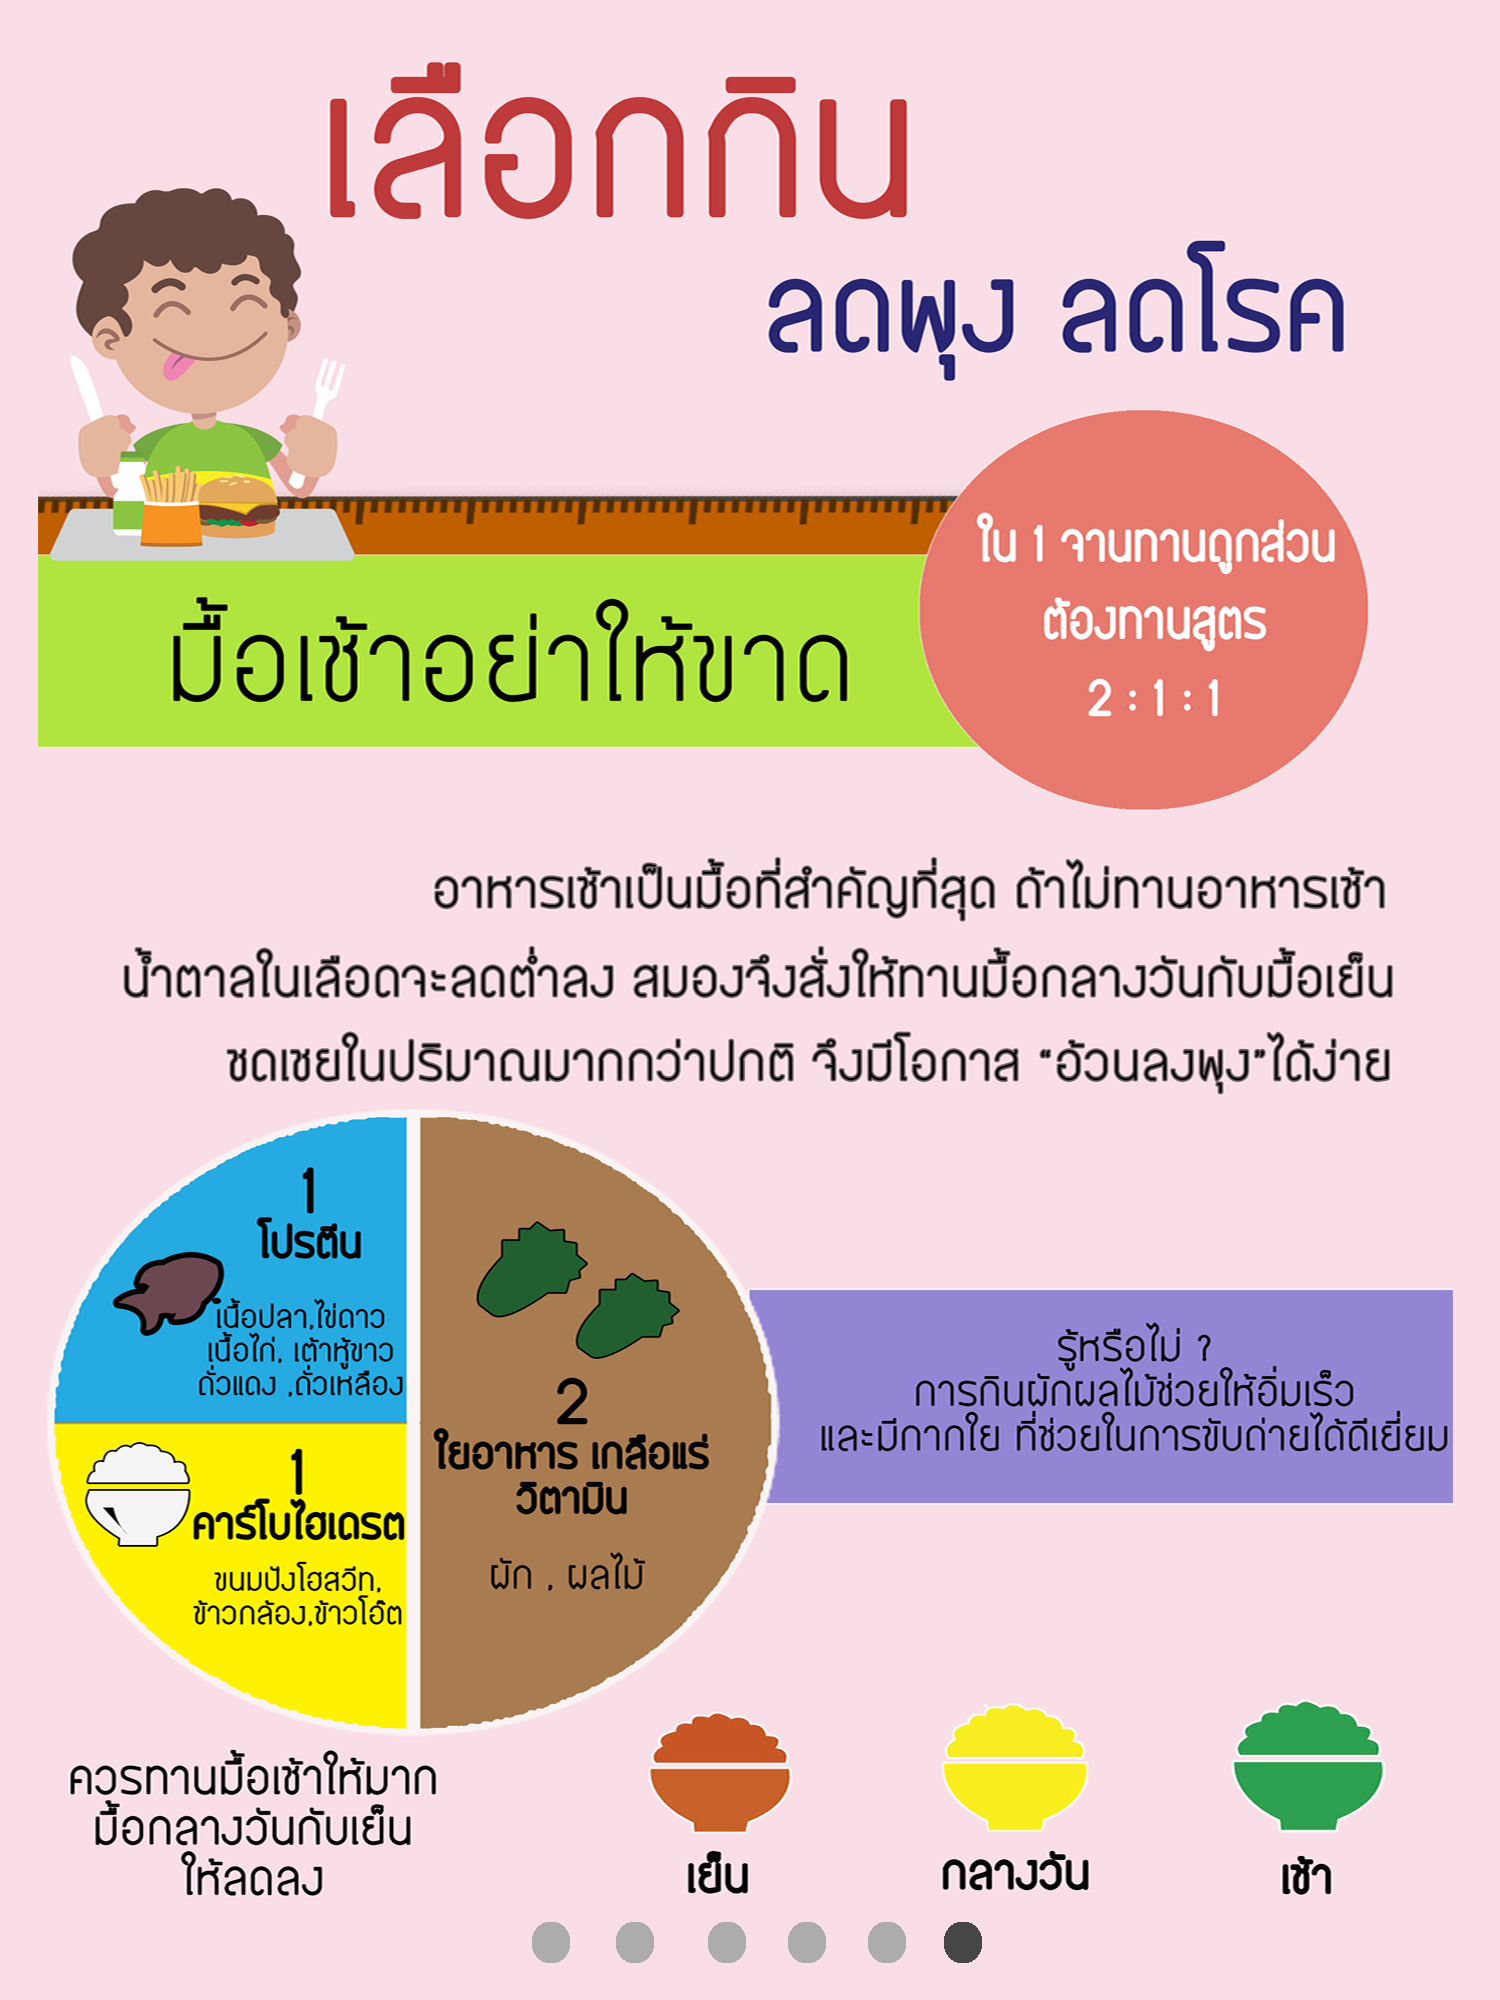 เลือกกิน
ลดพุง ลดโรค
ใน 1 จานทานถูกส่วน
ต้องทานสูตร
2 : 1 : 1
มื้อเช้าอย่าให้ขาด
อาหารเช้าเป็นมื้อที่สำคัญที่สุด ถ้าไม่ทานอาหารเช้า
น้ำตาลในเลือดจะลดต่ำลง สมองจึงสั่งให้ทานมื้อกลางวันกับมื้อเย็น
ชดเชยในปริมาณมากกว่าปกติ จึงมีโอกาส “อ้วนลงพุง”ได้ง่าย
1
โปรตีน
เนื้อปลา,ไข่ดาว
เนื้อไก่, เต้าหู้ขาว
ถั่วแดง ,ถั่วเหลือง
1
คาร์โบไฮเดรต
ขนมปังโฮสวีท,
ข้าวกล้อง,ข้าวโอ๊ต
2
ใยอาหาร เกลือแร่
วิตามิน
ผัก , ผลไม้
รู้หรือไม่ ?
การกินผักผลไม้ช่วยให้อิ่มเร็ว
และมีกากใย ที่ช่วยในการขับถ่ายได้ดีเยี่ยม
ควรทานมื้อเช้าให้มาก
มื้อกลางวันกับเย็น
ให้ลดลง
เย็น
กลางวัน
เช้า